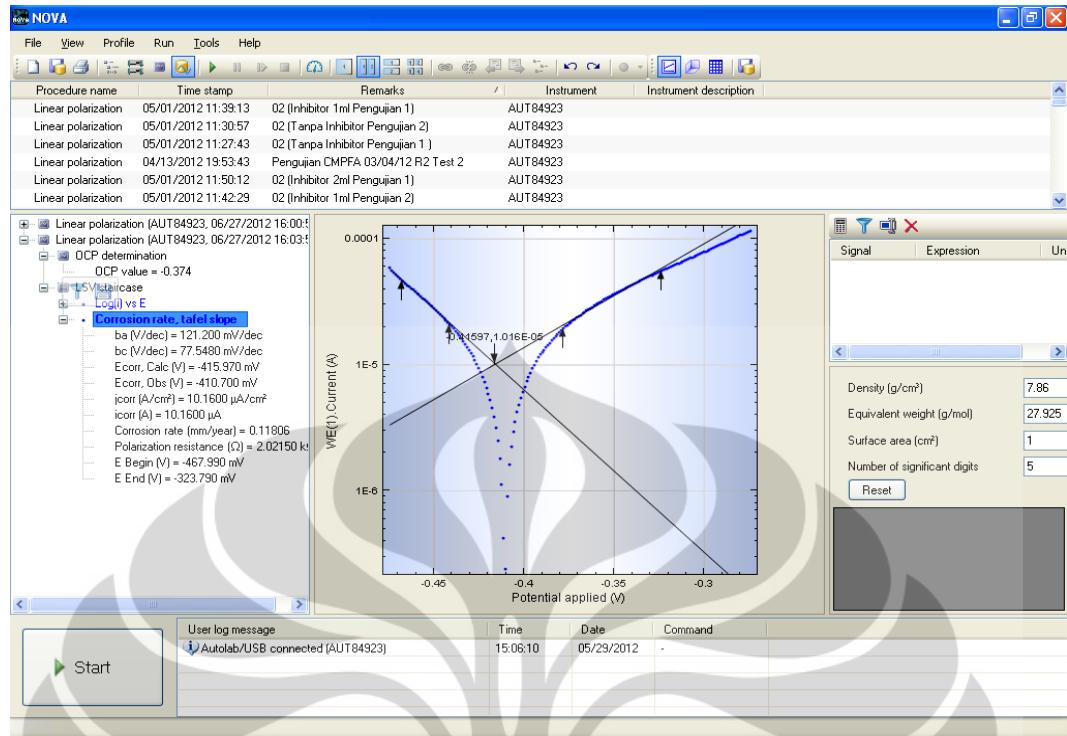 NOVA
File View Profile Run Tools Help
Procedure name Time stamp Remarks / Instrument Instrument description
Linear polarization 05/01/2012 11:39:13 02 (Inhibitor 1ml Pengujian 1) AUT84923
Linear polarization 05/01/2012 11:30:57 02 (Tanpa Inhibitor Pengujian 2) AUT84923
Linear polarization 05/01/2012 11:27:43 02 (Tanpa Inhibitor Pengujian 1 ) AUT84923
Linear polarization 04/13/2012 19:53:43 Pengujian CMPFA 03/04/12 R2 Test 2 AUT84923
Linear polarization 05/01/2012 11:50:12 02 (Inhibitor 2ml Pengujian 1) AUT84923
Linear polarization 05/01/2012 11:42:29 02 (Inhibitor 1ml Pengujian 2) AUT84923
Linear polarization (AUT84923, 06/27/2012 16:00:5
Linear polarization (AUT84923, 06/27/2012 16:03:5
OCP determination
OCP value = -0.374
LSV staircase
Log(i) vs E
Corrosion rate, tafel slope
ba (V/dec) = 121.200 mV/dec
bc (V/dec) = 77.5480 mV/dec
Ecorr, Calc (V) = -415.970 mV
Ecorr, Obs (V) = -410.700 mV
jcorr (A/cm²) = 10.1600 µA/cm²
icorr (A) = 10.1600 µA
Corrosion rate (mm/year) = 0.11806
Polarization resistance (Ω) = 2.02150 k
E Begin (V) = -467.990 mV
E End (V) = -323.790 mV
0.0001
1E-5
1E-6
WE(1).Current (A)
-0.41597,1.016E-05
-0.45 -0.4 -0.35 -0.3
Potential applied (V)
Signal Expression Un
Density (g/cm³) 7.86
Equivalent weight (g/mol) 27.925
Surface area (cm²) 1
Number of significant digits 5
Reset
Start
User log message Time Date Command
Autolab/USB connected (AUT84923) 15:06:10 05/29/2012 -